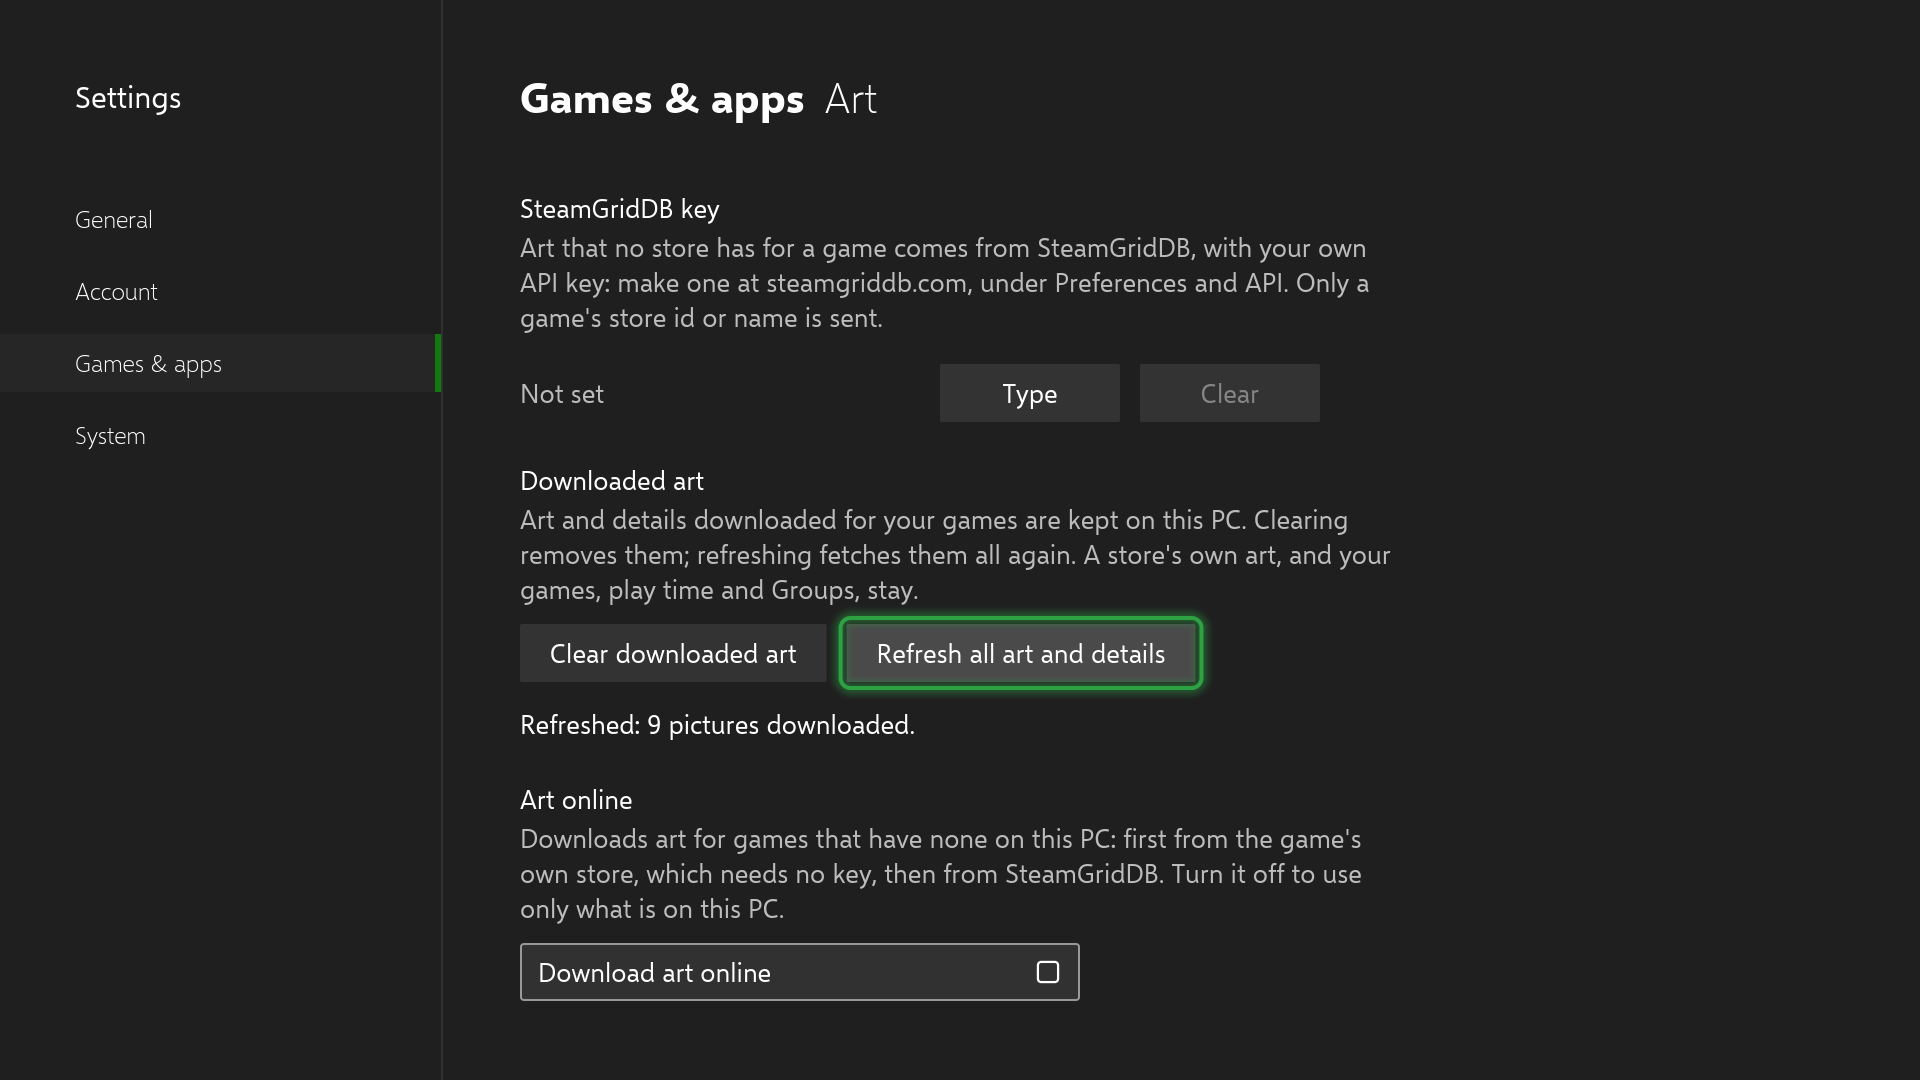 Settings
General
Account
Games & apps
System
Games & apps Art
SteamGridDB key
Art that no store has for a game comes from SteamGridDB, with your own
API key: make one at steamgriddb.com, under Preferences and API. Only a
game's store id or name is sent.
Not set
Type
Clear
Downloaded art
Art and details downloaded for your games are kept on this PC. Clearing
removes them; refreshing fetches them all again. A store's own art, and your
games, play time and Groups, stay.
Clear downloaded art
Refresh all art and details
Refreshed: 9 pictures downloaded.
Art online
Downloads art for games that have none on this PC: first from the game's
own store, which needs no key, then from SteamGridDB. Turn it off to use
only what is on this PC.
Download art online